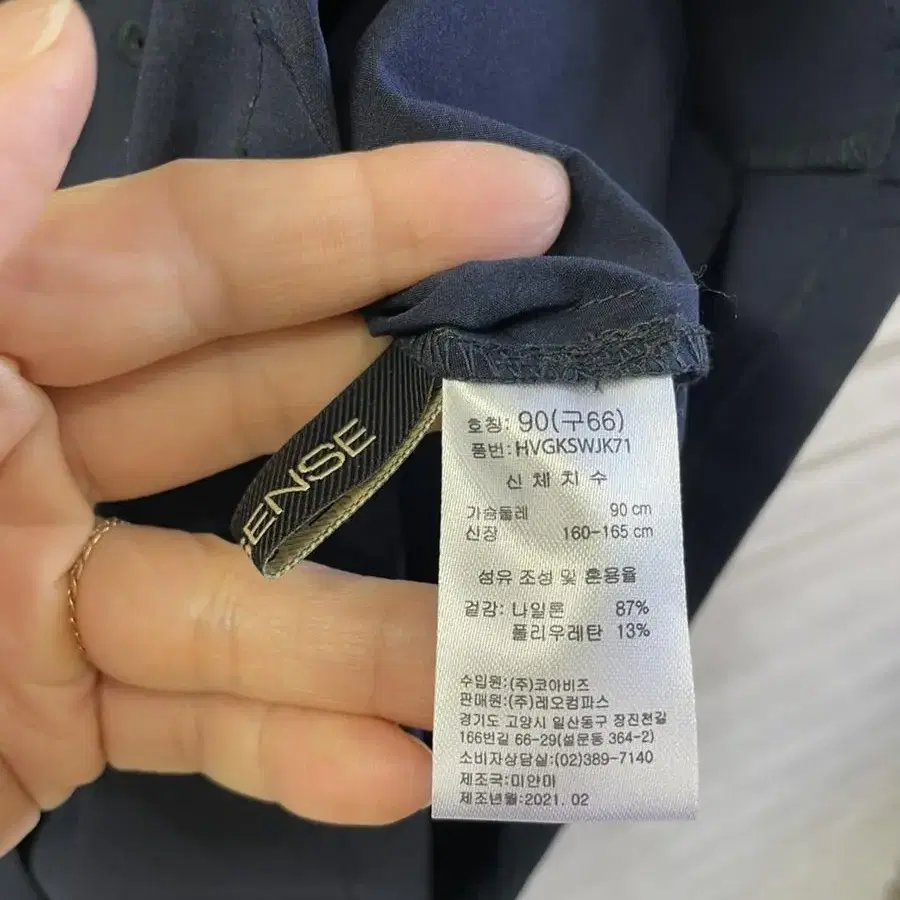 SENSE
호칭: 90(구66)
품번: HVGKSWJK71
신 체 치 수
가슴둘레 90 cm
신장 160-165 cm
섬유 조성 및 혼용율
겉감: 나일론 87%
폴리우레탄 13%
수입원:(주)코아비즈
판매원:(주)레오컴파스
경기도 고양시 일산동구 장진천길
166번길 66-29(설문동 364-2)
소비자상담실:(02)389-7140
제조국:미얀마
제조년월:2021. 02